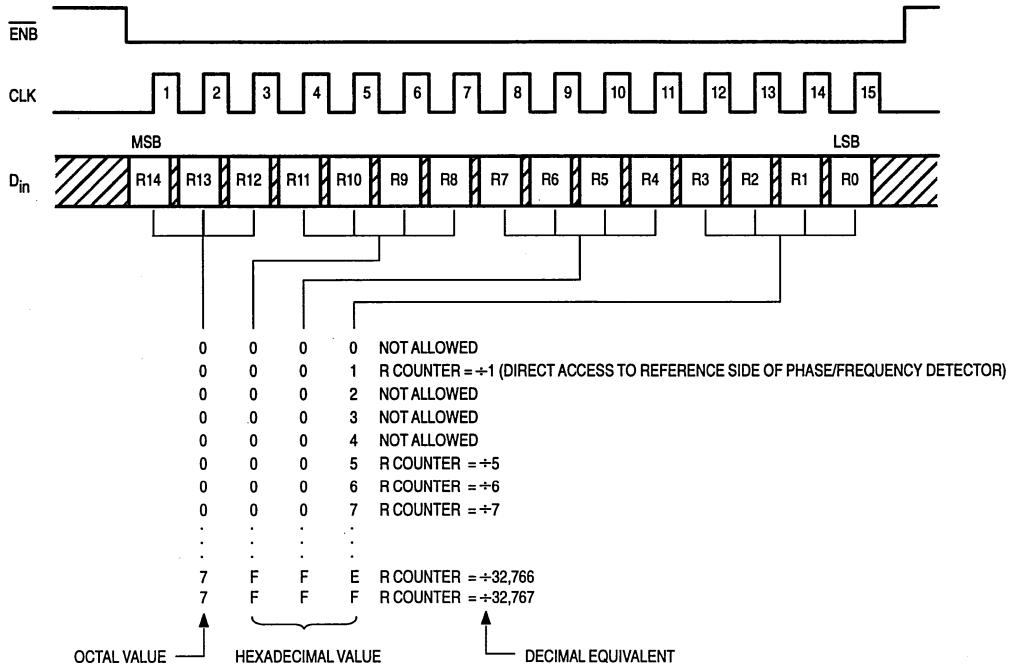 ENB
CLK 1 2 3 4 5 6 7 8 9 10 11 12 13 14 15
MSB LSB
Din R14 R13 R12 R11 R10 R9 R8 R7 R6 R5 R4 R3 R2 R1 R0
0 0 0 0 NOT ALLOWED
0 0 0 1 R COUNTER = ÷1 (DIRECT ACCESS TO REFERENCE SIDE OF PHASE/FREQUENCY DETECTOR)
0 0 0 2 NOT ALLOWED
0 0 0 3 NOT ALLOWED
0 0 0 4 NOT ALLOWED
0 0 0 5 R COUNTER = ÷5
0 0 0 6 R COUNTER = ÷6
0 0 0 7 R COUNTER = ÷7
. . . .
. . . .
. . . .
7 F F E R COUNTER = ÷32,766
7 F F F R COUNTER = ÷32,767
OCTAL VALUE HEXADECIMAL VALUE DECIMAL EQUIVALENT